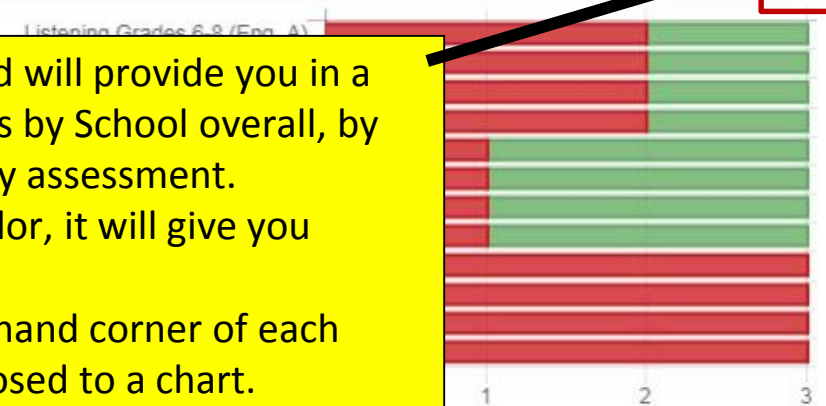 Listening Grades 6-8 (Eng. A)
d will provide you in a
s by School overall, by
y assessment.
lor, it will give you
hand corner of each
osed to a chart.
1 2 3